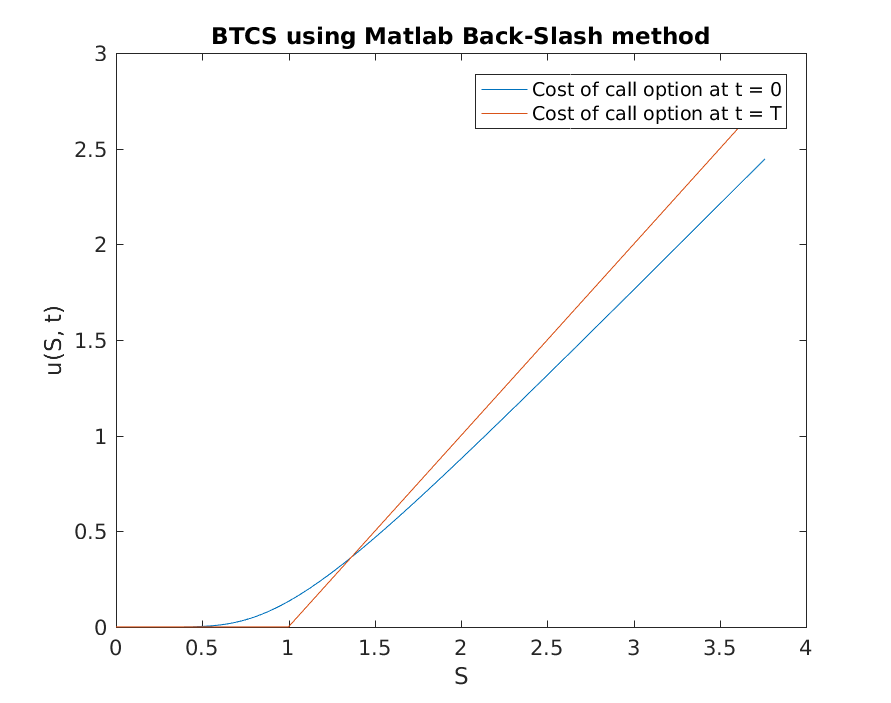 BTCS using Matlab Back-Slash method
Cost of call option at t = 0
Cost of call option at t = T
3
2.5
2
1.5
1
0.5
0
u(S, t)
0 0.5 1 1.5 2 2.5 3 3.5 4
S